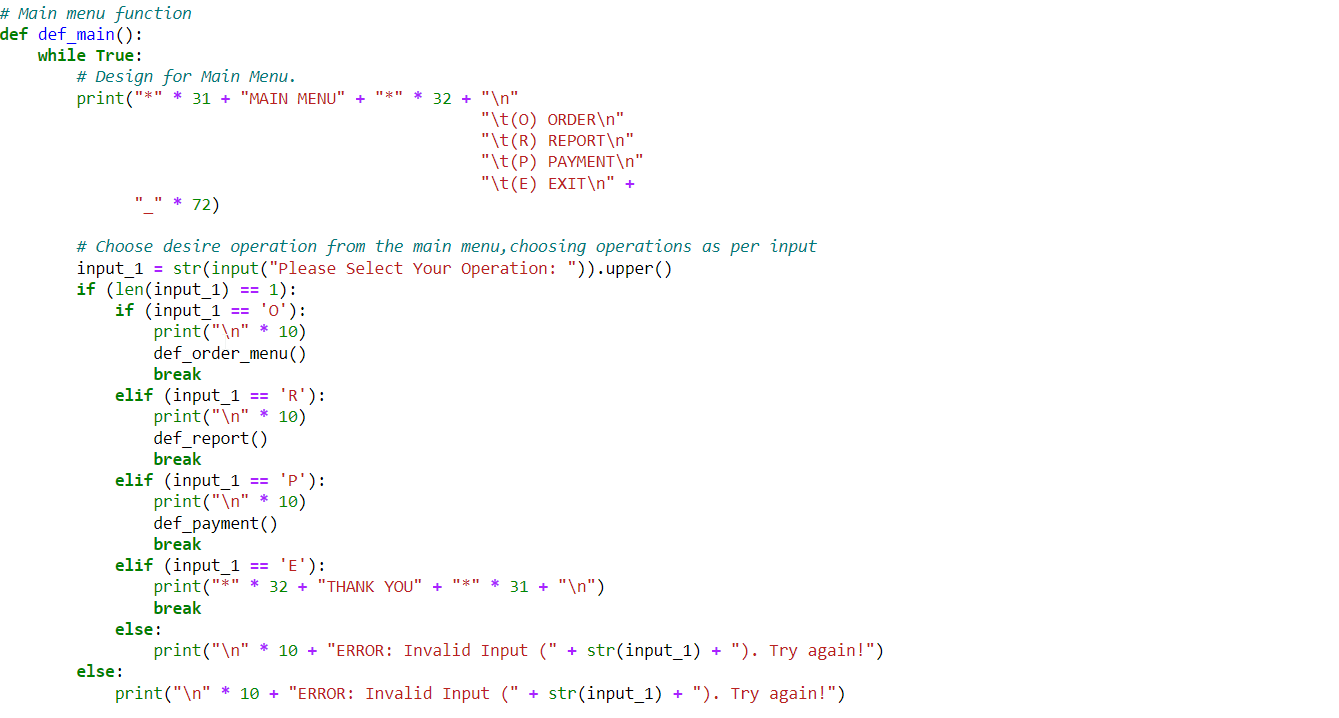 # Main menu function
def def_main():
    while True:
        # Design for Main Menu.
        print("*" * 31 + "MAIN MENU" + "*" * 32 + "\n"
                                                  "\t(O) ORDER\n"
                                                  "\t(R) REPORT\n"
                                                  "\t(P) PAYMENT\n"
                                                  "\t(E) EXIT\n" +
              "_" * 72)

        # Choose desire operation from the main menu,choosing operations as per input
        input_1 = str(input("Please Select Your Operation: ")).upper()
        if (len(input_1) == 1):
            if (input_1 == 'O'):
                print("\n" * 10)
                def_order_menu()
                break
            elif (input_1 == 'R'):
                print("\n" * 10)
                def_report()
                break
            elif (input_1 == 'P'):
                print("\n" * 10)
                def_payment()
                break
            elif (input_1 == 'E'):
                print("*" * 32 + "THANK YOU" + "*" * 31 + "\n")
                break
            else:
                print("\n" * 10 + "ERROR: Invalid Input (" + str(input_1) + "). Try again!")
        else:
            print("\n" * 10 + "ERROR: Invalid Input (" + str(input_1) + "). Try again!")